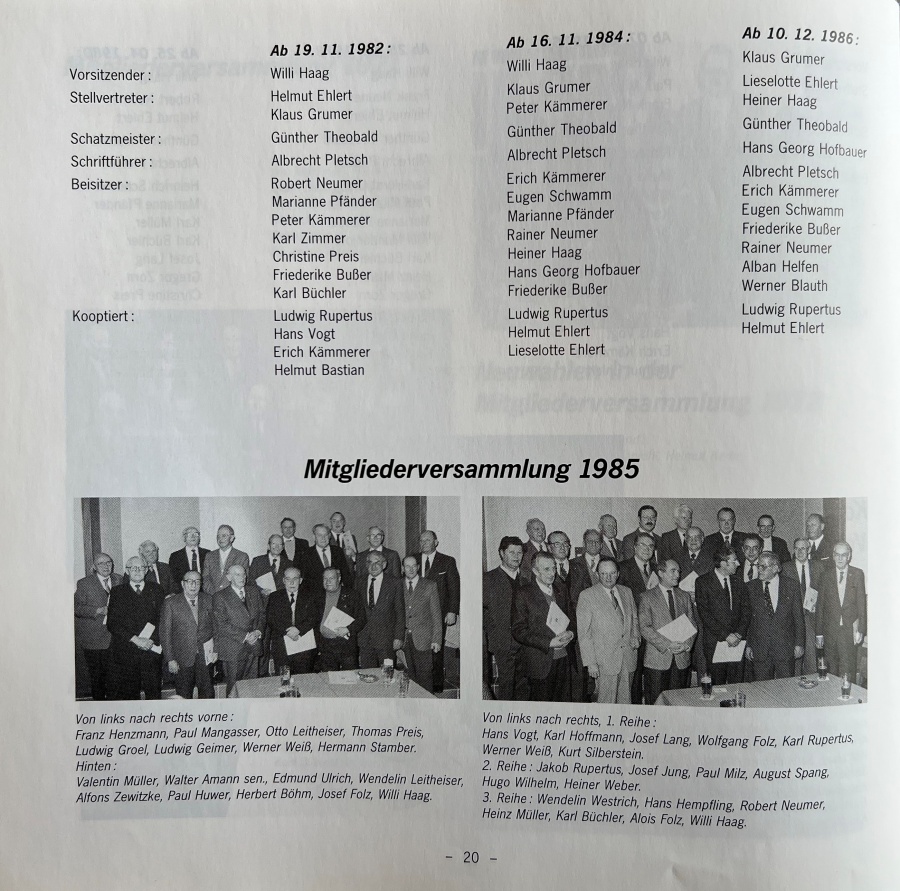 Ab 19. 11. 1982: Ab 16. 11. 1984: Ab 10. 12. 1986:
Vorsitzender: Willi Haag Willi Haag Klaus Grumer
Stellvertreter: Helmut Ehlert Klaus Grumer Lieselotte Ehlert
Klaus Grumer Peter Kämmerer Heiner Haag
Schatzmeister: Günther Theobald Günther Theobald Günther Theobald
Schriftführer: Albrecht Pletsch Albrecht Pletsch Hans Georg Hofbauer
Beisitzer: Robert Neumer Erich Kämmerer Albrecht Pletsch
Marianne Pfänder Eugen Schwamm Erich Kämmerer
Peter Kämmerer Marianne Pfänder Eugen Schwamm
Karl Zimmer Rainer Neumer Friederike Bußer
Christine Preis Heiner Haag Rainer Neumer
Friederike Bußer Hans Georg Hofbauer Alban Helfen
Karl Büchler Friederike Bußer Werner Blauth
Kooptiert: Ludwig Rupertus Ludwig Rupertus Ludwig Rupertus
Hans Vogt Helmut Ehlert Helmut Ehlert
Erich Kämmerer Lieselotte Ehlert
Helmut Bastian
Mitgliederversammlung 1985
Von links nach rechts vorne:
Franz Henzmann, Paul Mangasser, Otto Leitheiser, Thomas Preis,
Ludwig Groel, Ludwig Geimer, Werner Weiß, Hermann Stamber.
Hinten:
Valentin Müller, Walter Amann sen., Edmund Ulrich, Wendelin Leitheiser,
Alfons Zewitzke, Paul Huwer, Herbert Böhm, Josef Folz, Willi Haag.
Von links nach rechts, 1. Reihe:
Hans Vogt, Karl Hoffmann, Josef Lang, Wolfgang Folz, Karl Rupertus,
Werner Weiß, Kurt Silberstein.
2. Reihe: Jakob Rupertus, Josef Jung, Paul Milz, August Spang,
Hugo Wilhelm, Heiner Weber.
3. Reihe: Wendelin Westrich, Hans Hempfling, Robert Neumer,
Heinz Müller, Karl Büchler, Alois Folz, Willi Haag.
- 20 -